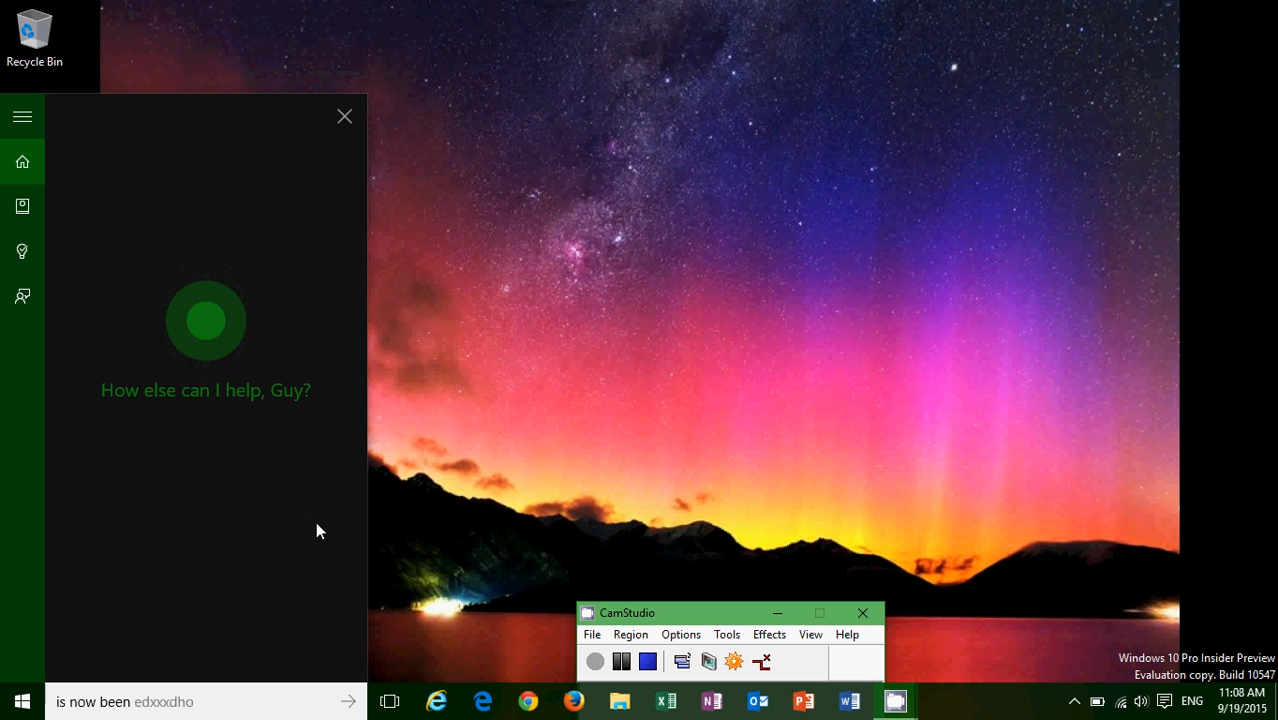 Recycle Bin
How else can I help, Guy?
CamStudio
File Region Options Tools Effects View Help
Windows 10 Pro Insider Preview
Evaluation copy. Build 10547
is now been edxxxdho
ENG
11:08 AM
9/19/2015